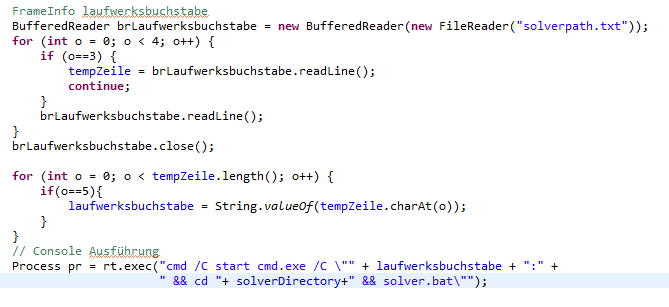 FrameInfo laufwerksbuchstabe
BufferedReader brLaufwerksbuchstabe = new BufferedReader(new FileReader("solverpath.txt"));
for (int o = 0; o < 4; o++) {
    if (o==3) {
        tempZeile = brLaufwerksbuchstabe.readLine();
        continue;
    }
    brLaufwerksbuchstabe.readLine();
}
brLaufwerksbuchstabe.close();

for (int o = 0; o < tempZeile.length(); o++) {
    if(o==5){
        laufwerksbuchstabe = String.valueOf(tempZeile.charAt(o));
    }
}
// Console Ausführung
Process pr = rt.exec("cmd /C start cmd.exe /C \"" + laufwerksbuchstabe + ":" +
                     " && cd "+ solverDirectory+" && solver.bat\"");